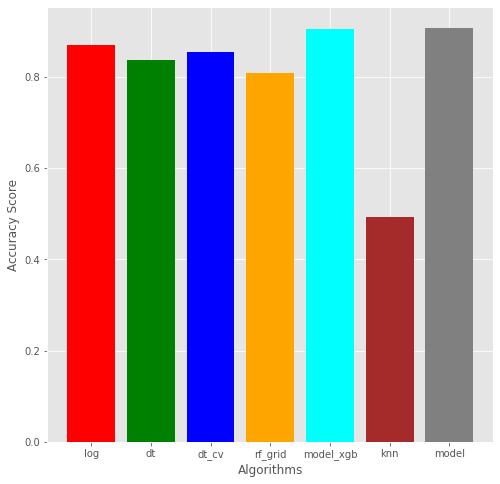 Accuracy Score
0.8
0.6
0.4
0.2
0.0
log dt dt_cv rf_grid model_xgb knn model
Algorithms